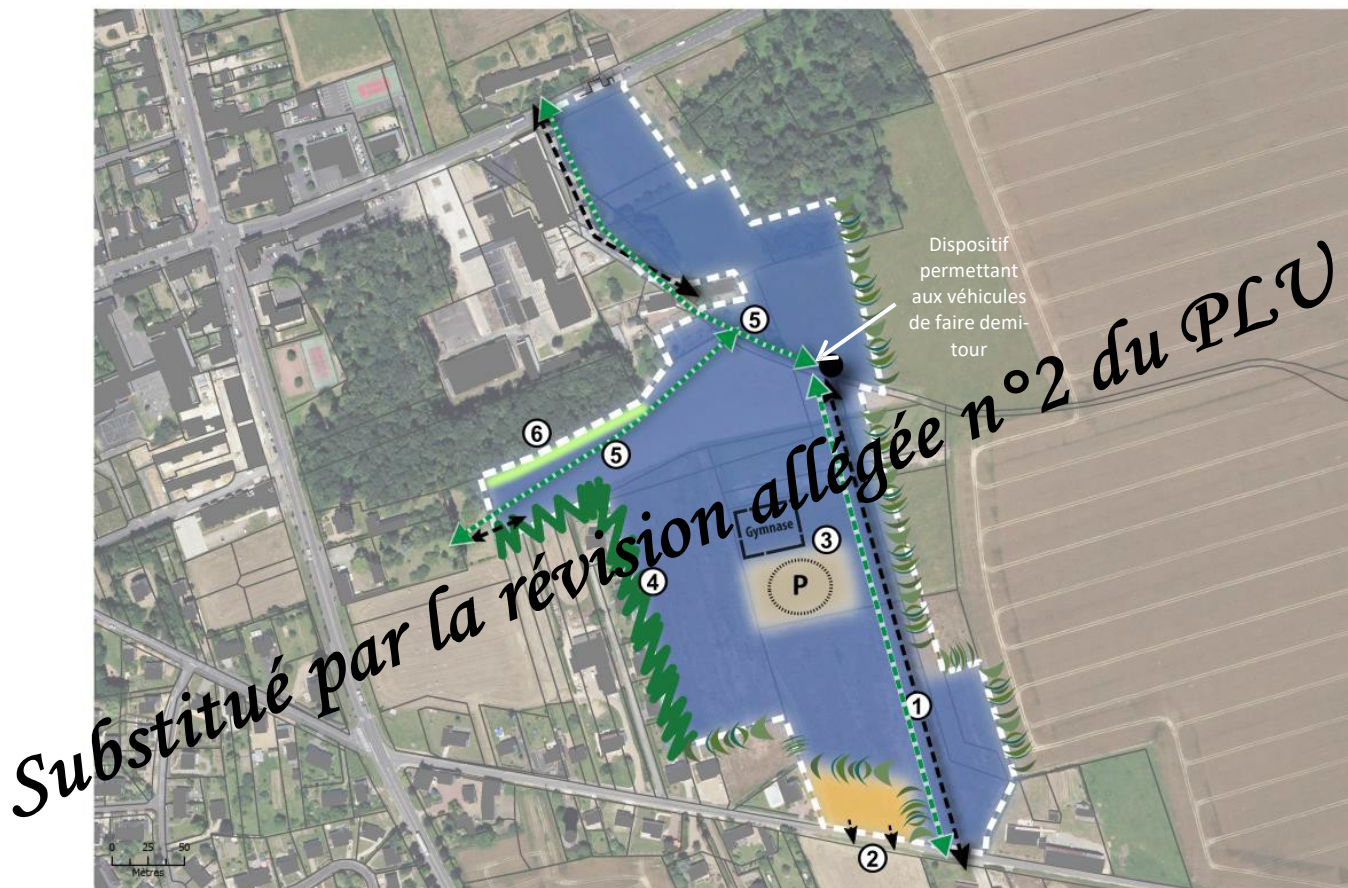 Dispositif
permettant
aux véhicules
de faire demi-
tour
5
6
5
Gymnase
3
P
4
1
2
Substitué par la révision allégée n°2 du PLU
0 25 50
Mètres